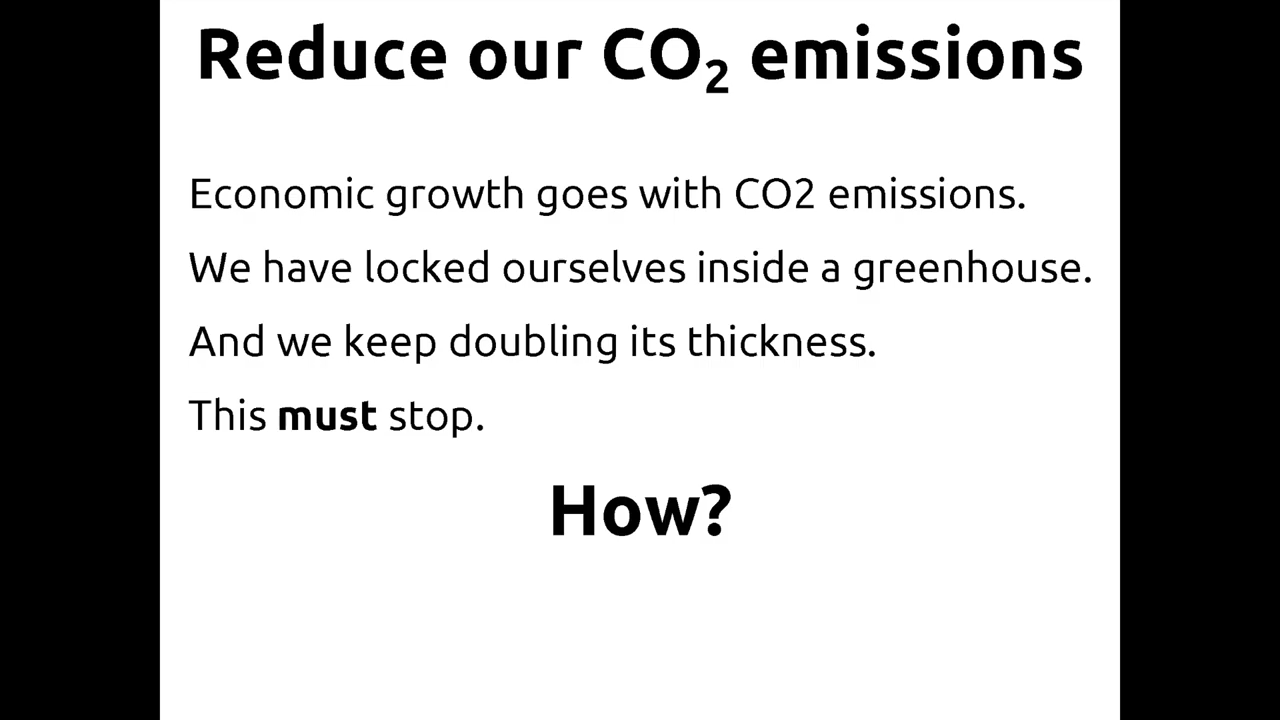 Reduce our CO₂ emissions
Economic growth goes with CO2 emissions.
We have locked ourselves inside a greenhouse.
And we keep doubling its thickness.
This must stop.
How?